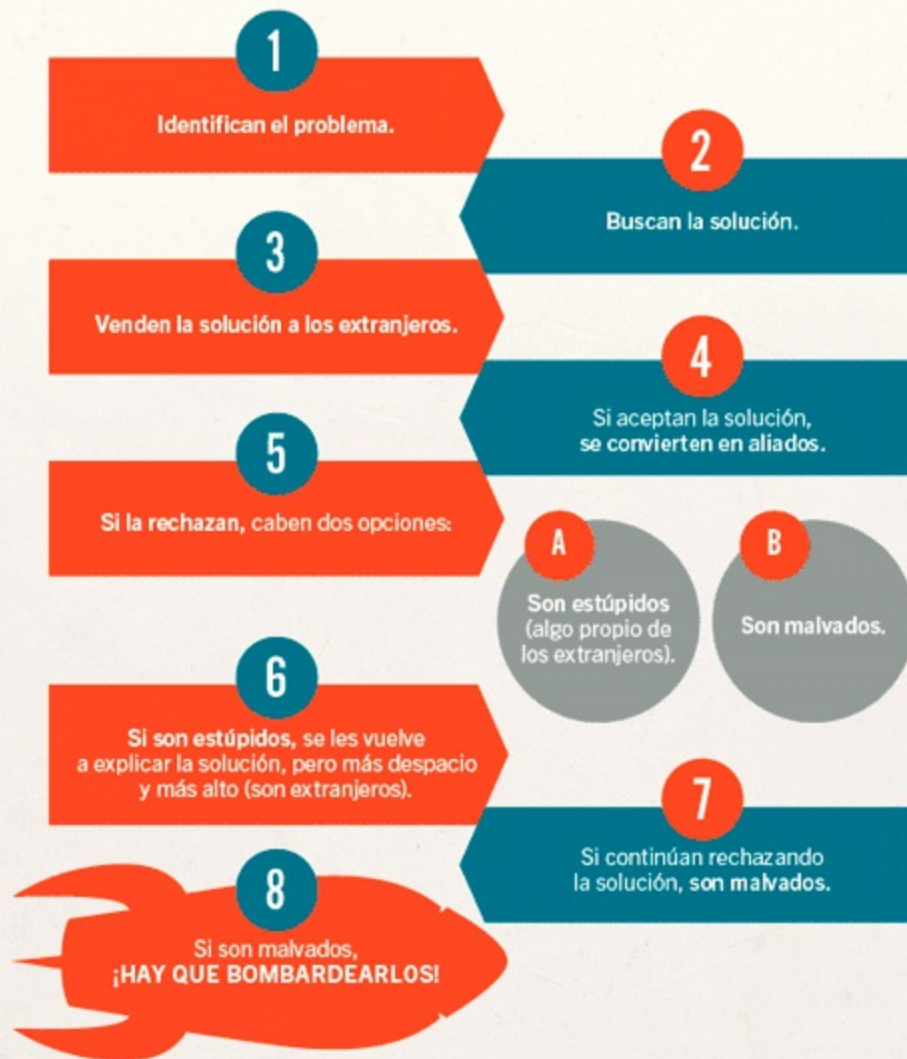 1
Identifican el problema.
2
Buscan la solución.
3
Venden la solución a los extranjeros.
4
Si aceptan la solución,
se convierten en aliados.
5
Si la rechazan, caben dos opciones:
A
Son estúpidos
(algo propio de
los extranjeros).
B
Son malvados.
6
Si son estúpidos, se les vuelve
a explicar la solución, pero más despacio
y más alto (son extranjeros).
7
Si continúan rechazando
la solución, son malvados.
8
Si son malvados,
¡HAY QUE BOMBARDEARLOS!